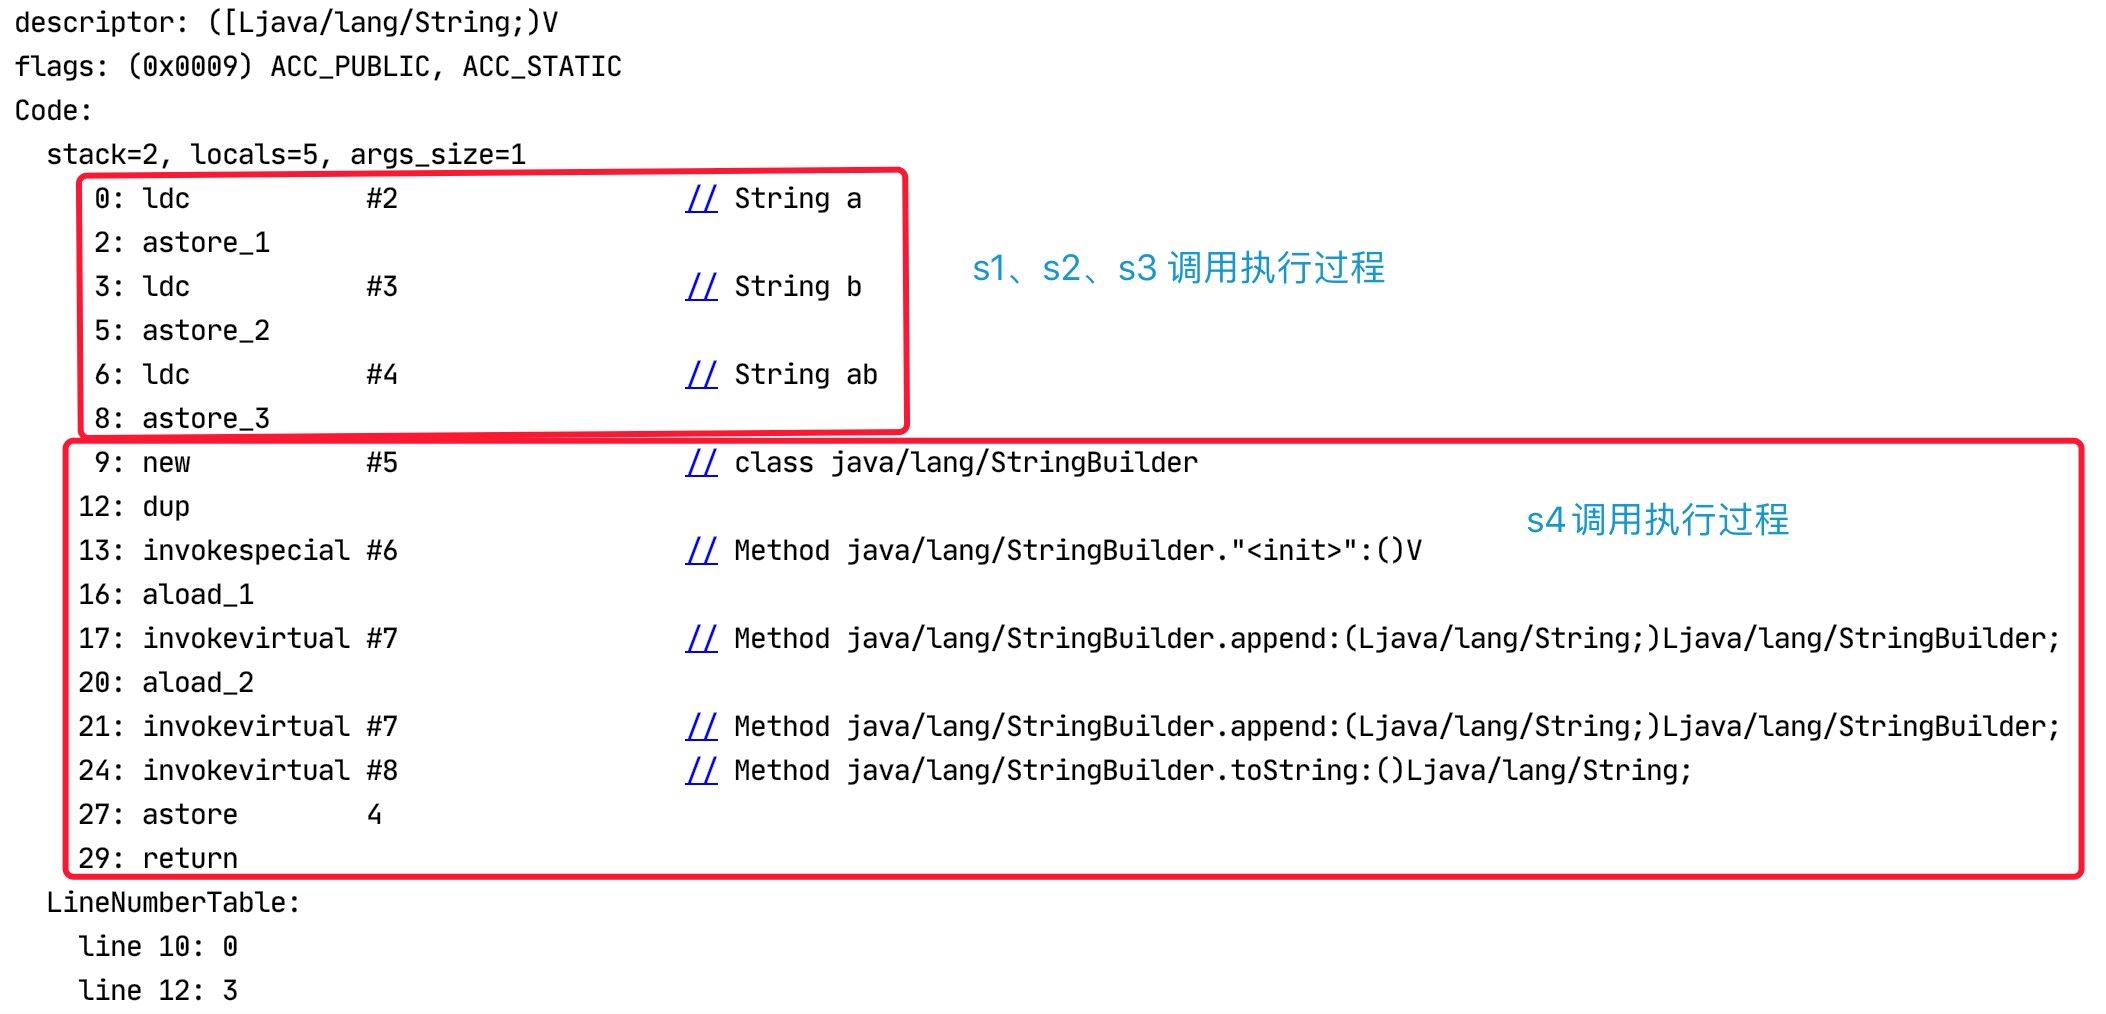 descriptor: ([Ljava/lang/String;)V
flags: (0x0009) ACC_PUBLIC, ACC_STATIC
Code:
stack=2, locals=5, args_size=1
0: ldc #2 // String a
2: astore_1
3: ldc #3 // String b
s1、s2、s3 调用执行过程
5: astore_2
6: ldc #4 // String ab
8: astore_3
9: new #5 // class java/lang/StringBuilder
12: dup
s4调用执行过程
13: invokespecial #6 // Method java/lang/StringBuilder."<init>":()V
16: aload_1
17: invokevirtual #7 // Method java/lang/StringBuilder.append:(Ljava/lang/String;)Ljava/lang/StringBuilder;
20: aload_2
21: invokevirtual #7 // Method java/lang/StringBuilder.append:(Ljava/lang/String;)Ljava/lang/StringBuilder;
24: invokevirtual #8 // Method java/lang/StringBuilder.toString:()Ljava/lang/String;
27: astore 4
29: return
LineNumberTable:
line 10: 0
line 12: 3